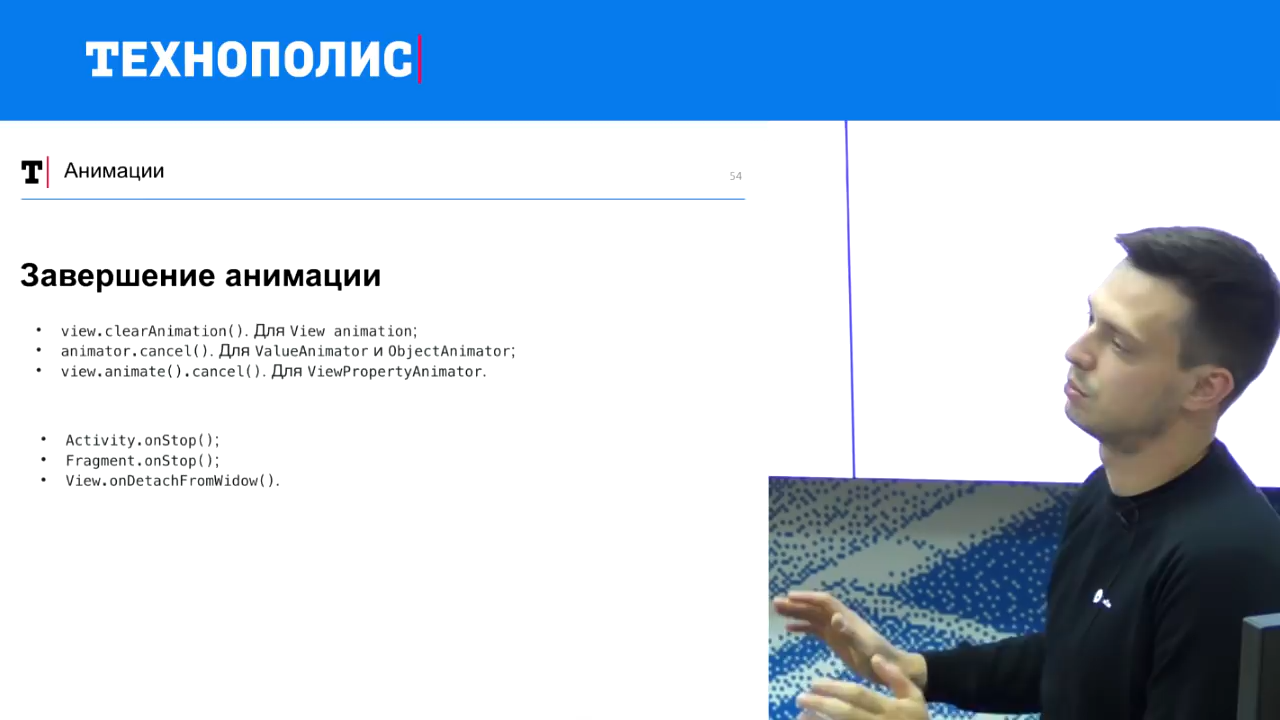 ТЕХНОПОЛИС
Т Анимации
54
Завершение анимации
• view.clearAnimation(). Для View animation;
• animator.cancel(). Для ValueAnimator и ObjectAnimator;
• view.animate().cancel(). Для ViewPropertyAnimator.
• Activity.onStop();
• Fragment.onStop();
• View.onDetachFromWidow().